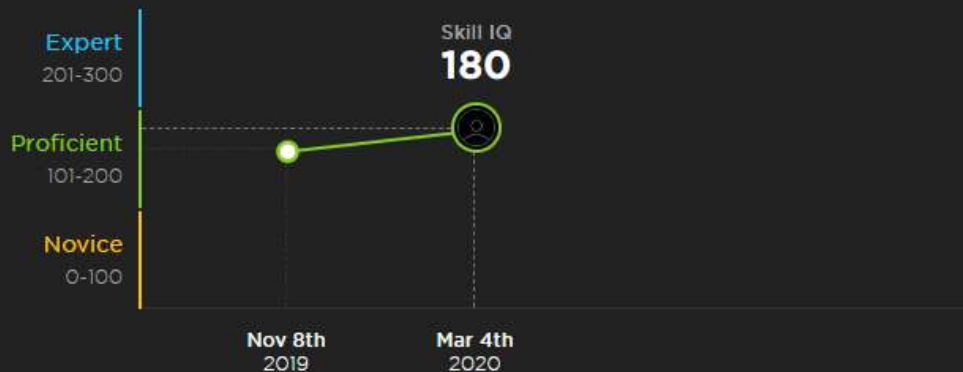 Expert
201-300
Skill IQ
180
Proficient
101-200
Novice
0-100
Nov 8th
2019
Mar 4th
2020